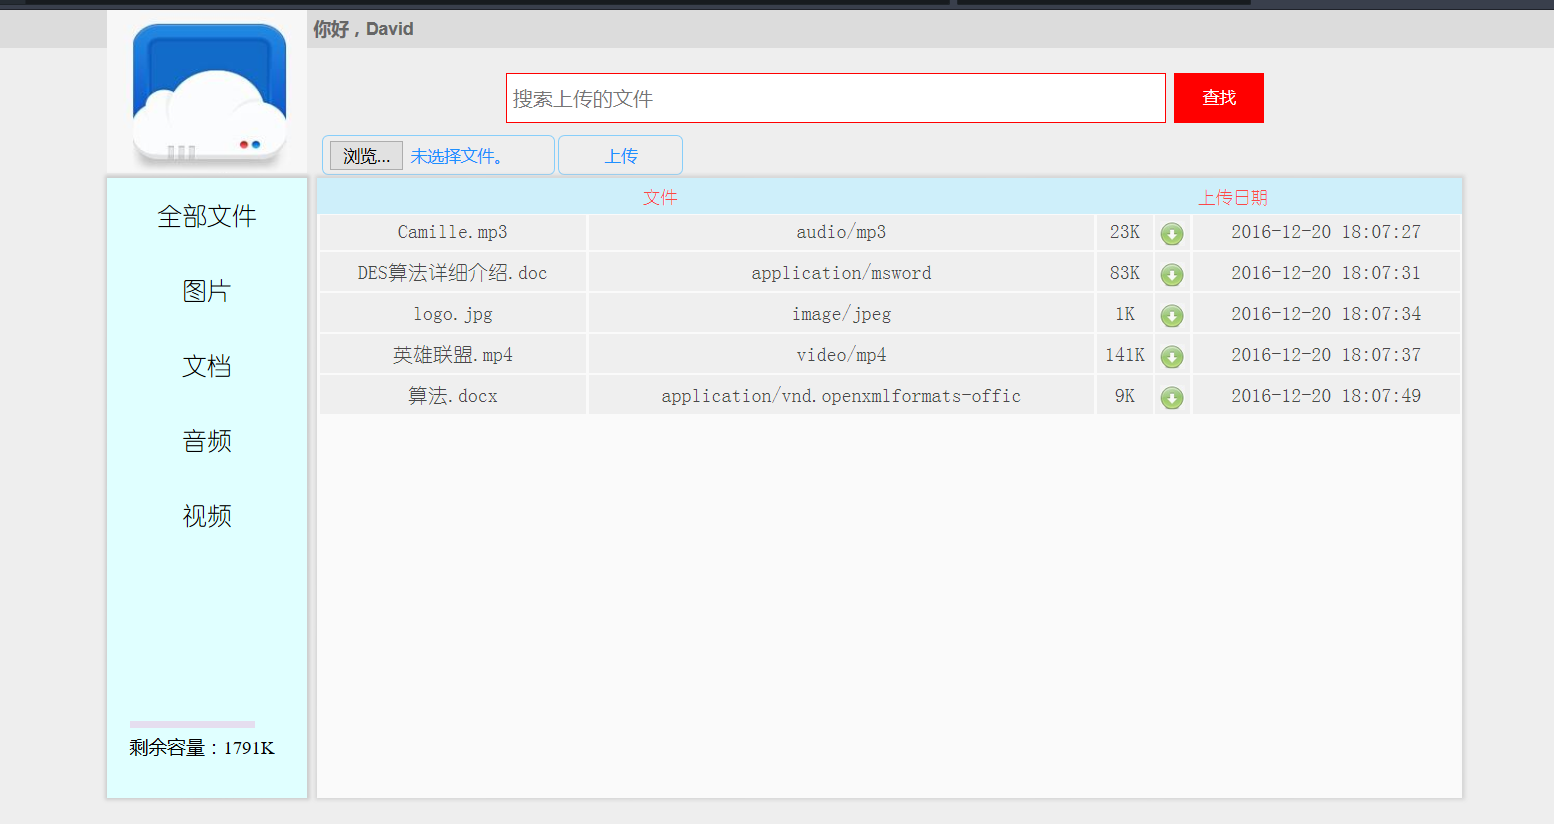 你好，David
搜索上传的文件 查找
浏览... 未选择文件。 上传
全部文件
图片
文档
音频
视频
剩余容量：1791K
文件 上传日期
Camille.mp3 audio/mp3 23K 2016-12-20 18:07:27
DES算法详细介绍.doc application/msword 83K 2016-12-20 18:07:31
logo.jpg image/jpeg 1K 2016-12-20 18:07:34
英雄联盟.mp4 video/mp4 141K 2016-12-20 18:07:37
算法.docx application/vnd.openxmlformats-offic 9K 2016-12-20 18:07:49